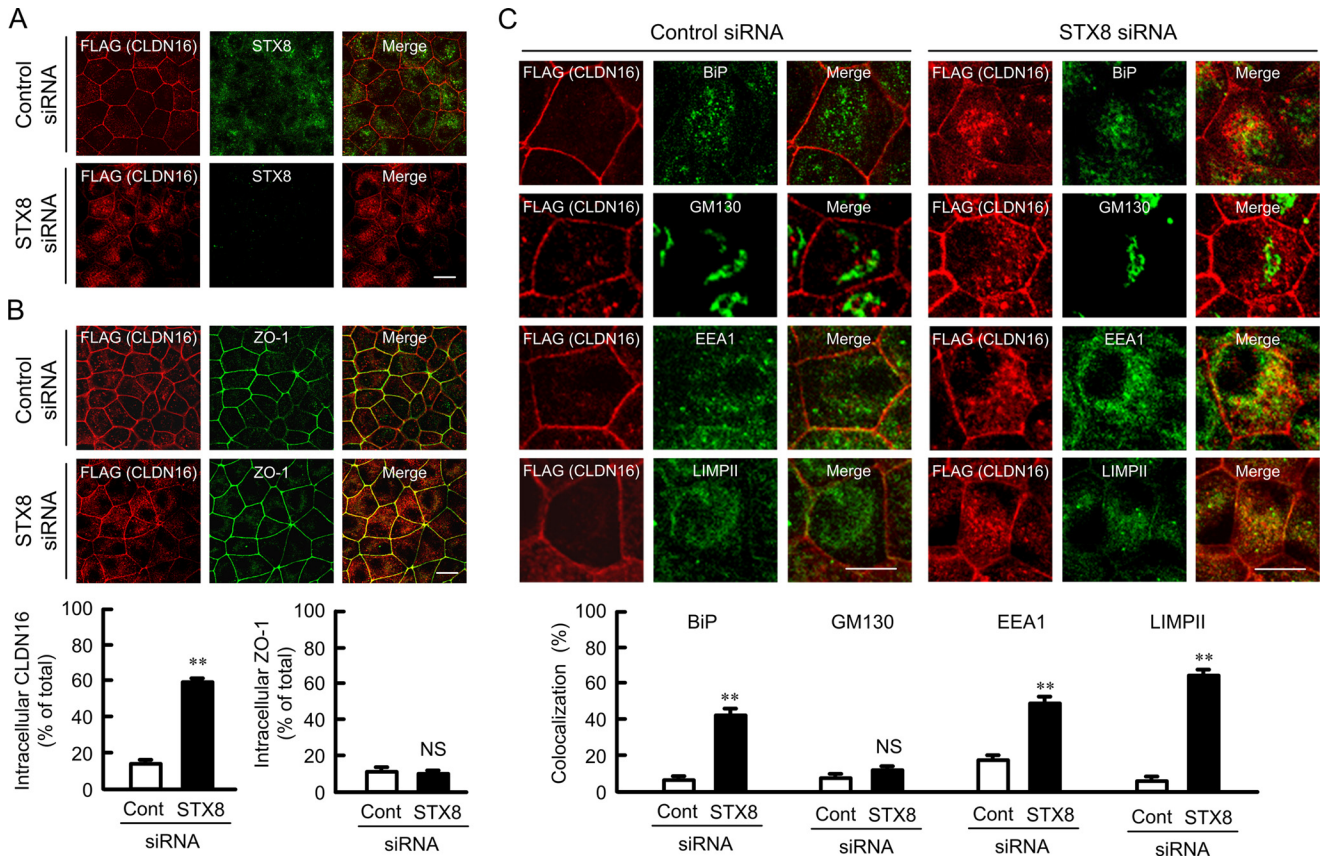 A
Control siRNA
FLAG (CLDN16) STX8 Merge
STX8 siRNA
FLAG (CLDN16) STX8 Merge
B
Control siRNA
FLAG (CLDN16) ZO-1 Merge
STX8 siRNA
FLAG (CLDN16) ZO-1 Merge
Intracellular CLDN16
(% of total)
100
80
60
40
20
0
**
Cont STX8
siRNA
Intracellular ZO-1
(% of total)
100
80
60
40
20
0
NS
Cont STX8
siRNA
C
Control siRNA STX8 siRNA
FLAG (CLDN16) BiP Merge FLAG (CLDN16) BiP Merge
FLAG (CLDN16) GM130 Merge FLAG (CLDN16) GM130 Merge
FLAG (CLDN16) EEA1 Merge FLAG (CLDN16) EEA1 Merge
FLAG (CLDN16) LIMPII Merge FLAG (CLDN16) LIMPII Merge
Colocalization (%)
100
80
60
40
20
0
BiP GM130 EEA1 LIMPII
** NS ** **
Cont STX8 Cont STX8 Cont STX8 Cont STX8
siRNA siRNA siRNA siRNA